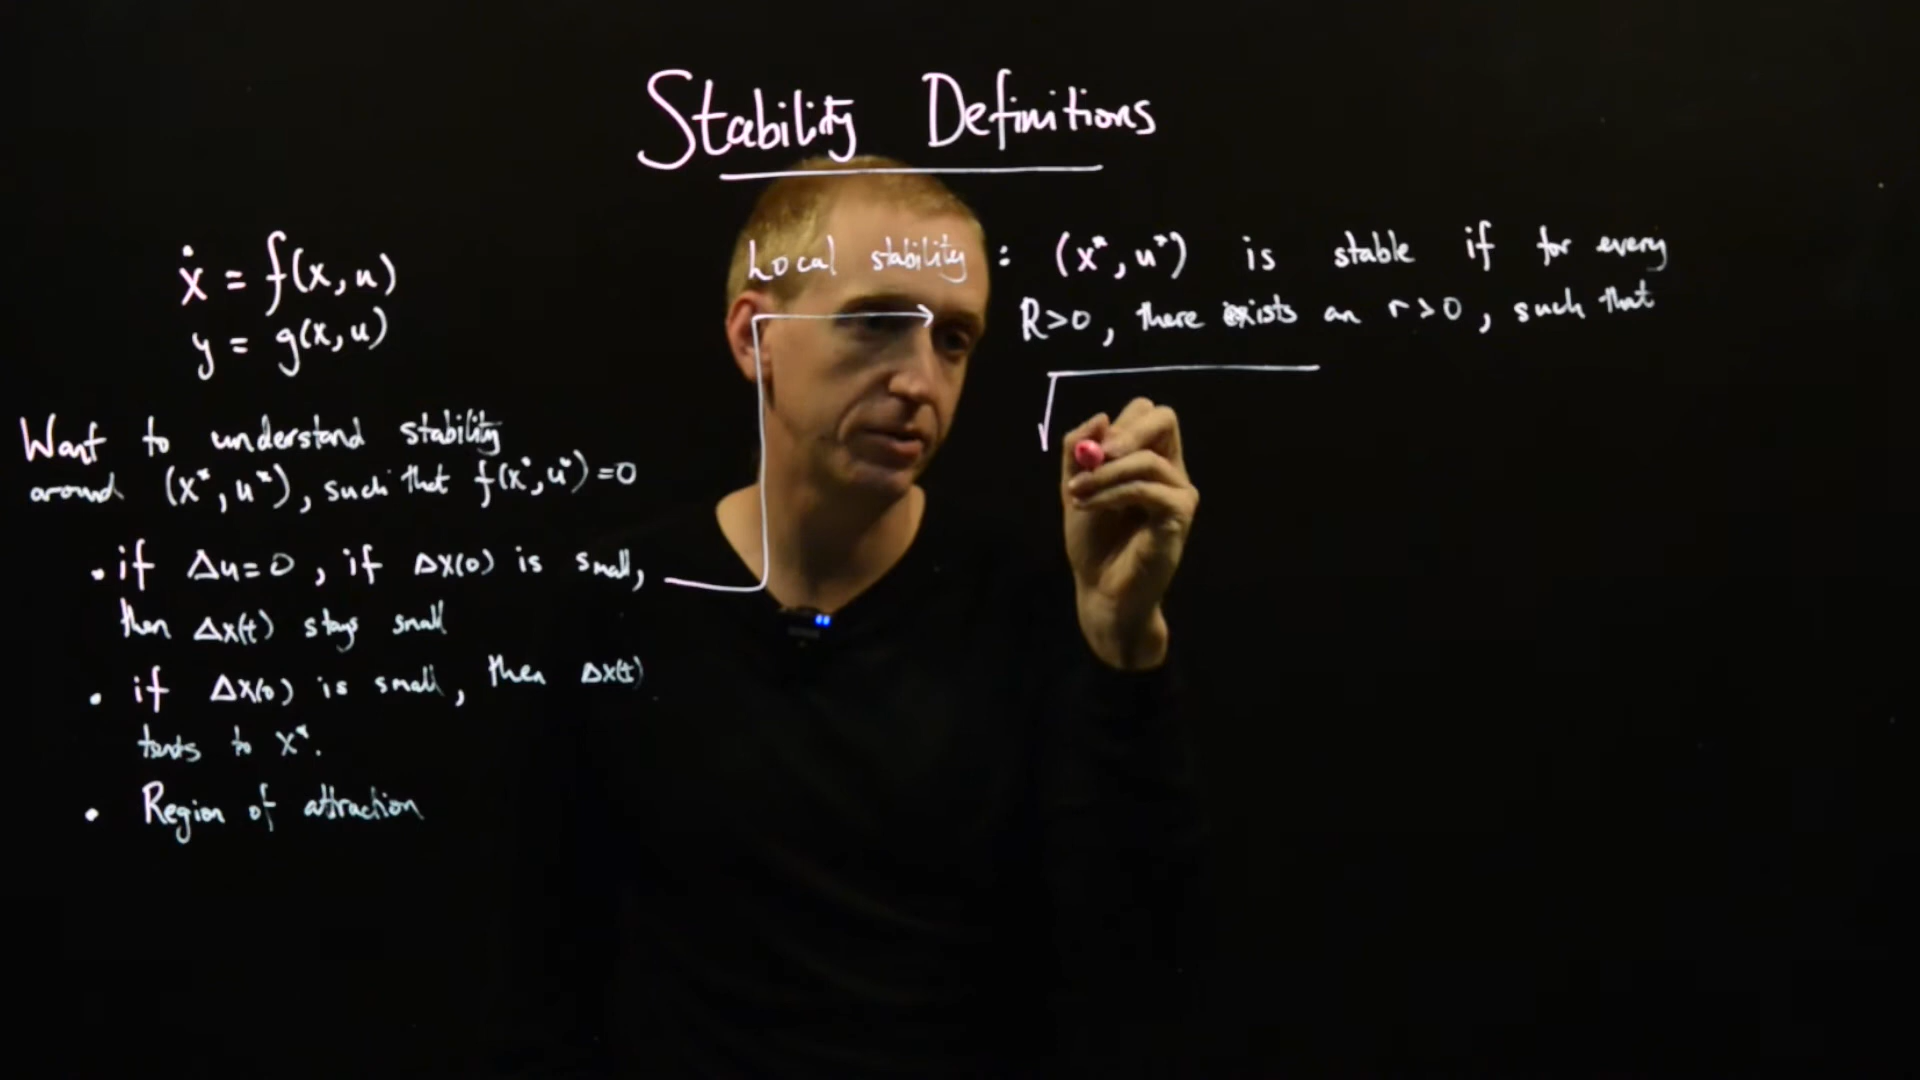 Stability Definitions
ẋ = f(x,u)
y = g(x,u)
Want to understand stability
around (x*,u*), such that f(x*,u*)=0
• if Δu=0, if Δx(0) is small,
then Δx(t) stays small
• if Δx(0) is small, then Δx(t)
tends to x*.
• Region of attraction
Local stability : (x*,u*) is stable if for every
R>0, there exists an r>0, such that
√